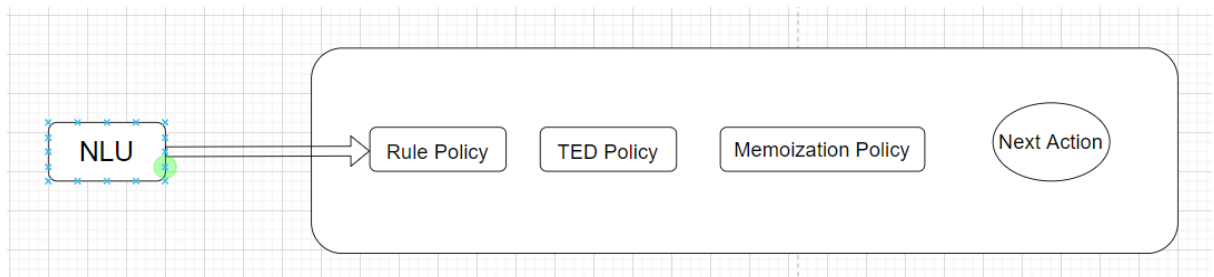 NLU
Rule Policy
TED Policy
Memoization Policy
Next Action